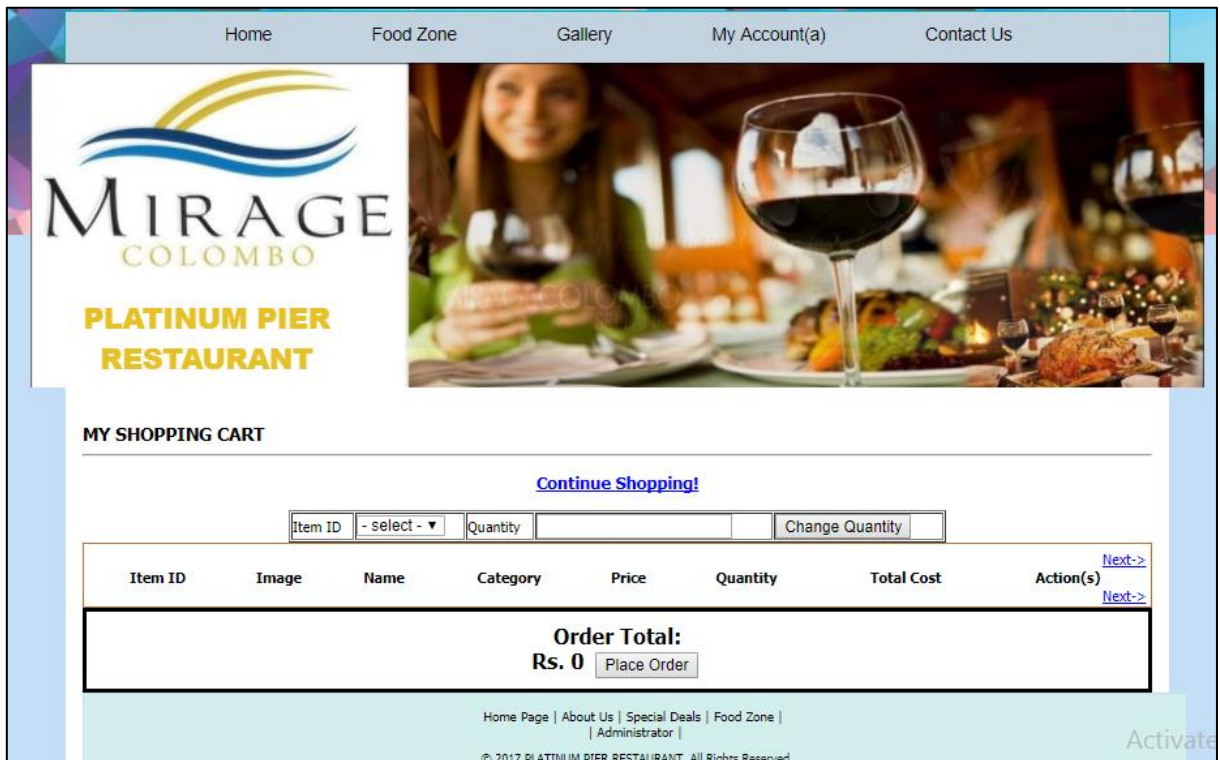 Home Food Zone Gallery My Account(a) Contact Us
MIRAGE
COLOMBO
PLATINUM PIER
RESTAURANT
MY SHOPPING CART
Continue Shopping!
Item ID - select - ▼ Quantity Change Quantity
Next->
Item ID Image Name Category Price Quantity Total Cost Action(s)
Next->
Order Total:
Rs. 0 Place Order
Home Page | About Us | Special Deals | Food Zone |
| Administrator |
© 2017 PLATINUM PIER RESTAURANT. All Rights Reserved
Activate